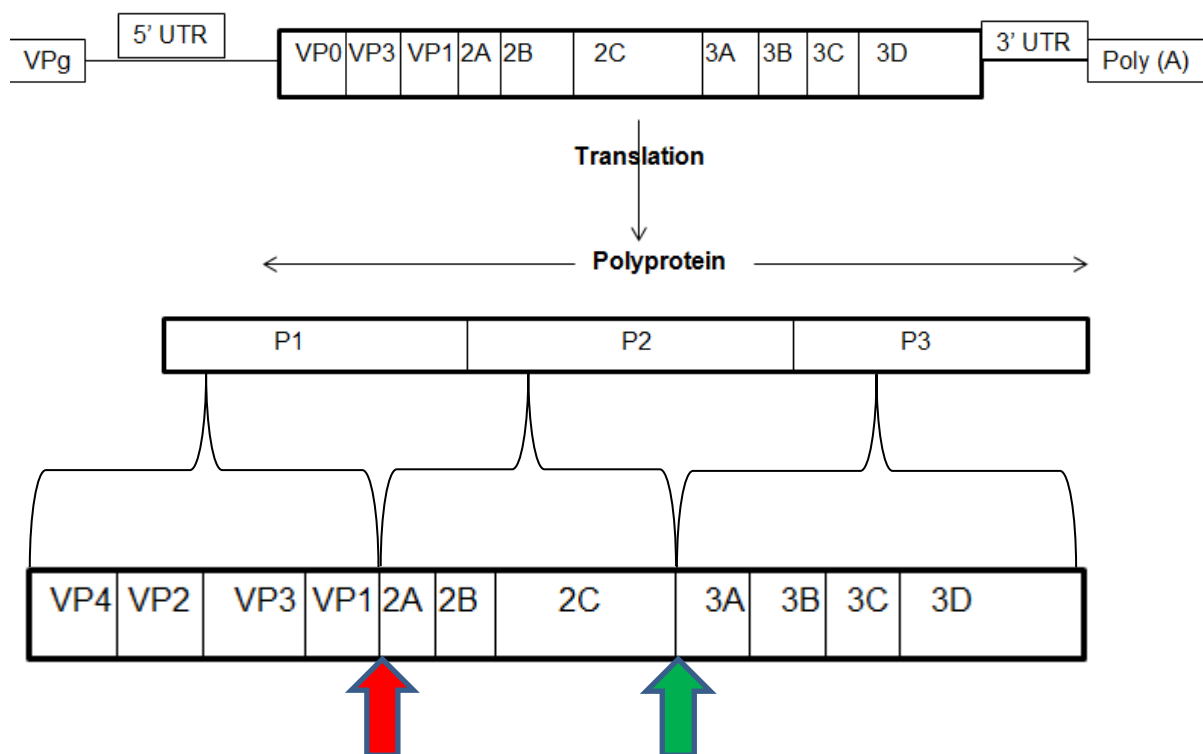 VPg 5’ UTR VP0 VP3 VP1 2A 2B 2C 3A 3B 3C 3D 3’ UTR Poly (A)
Translation
Polyprotein
P1 P2 P3
VP4 VP2 VP3 VP1 2A 2B 2C 3A 3B 3C 3D